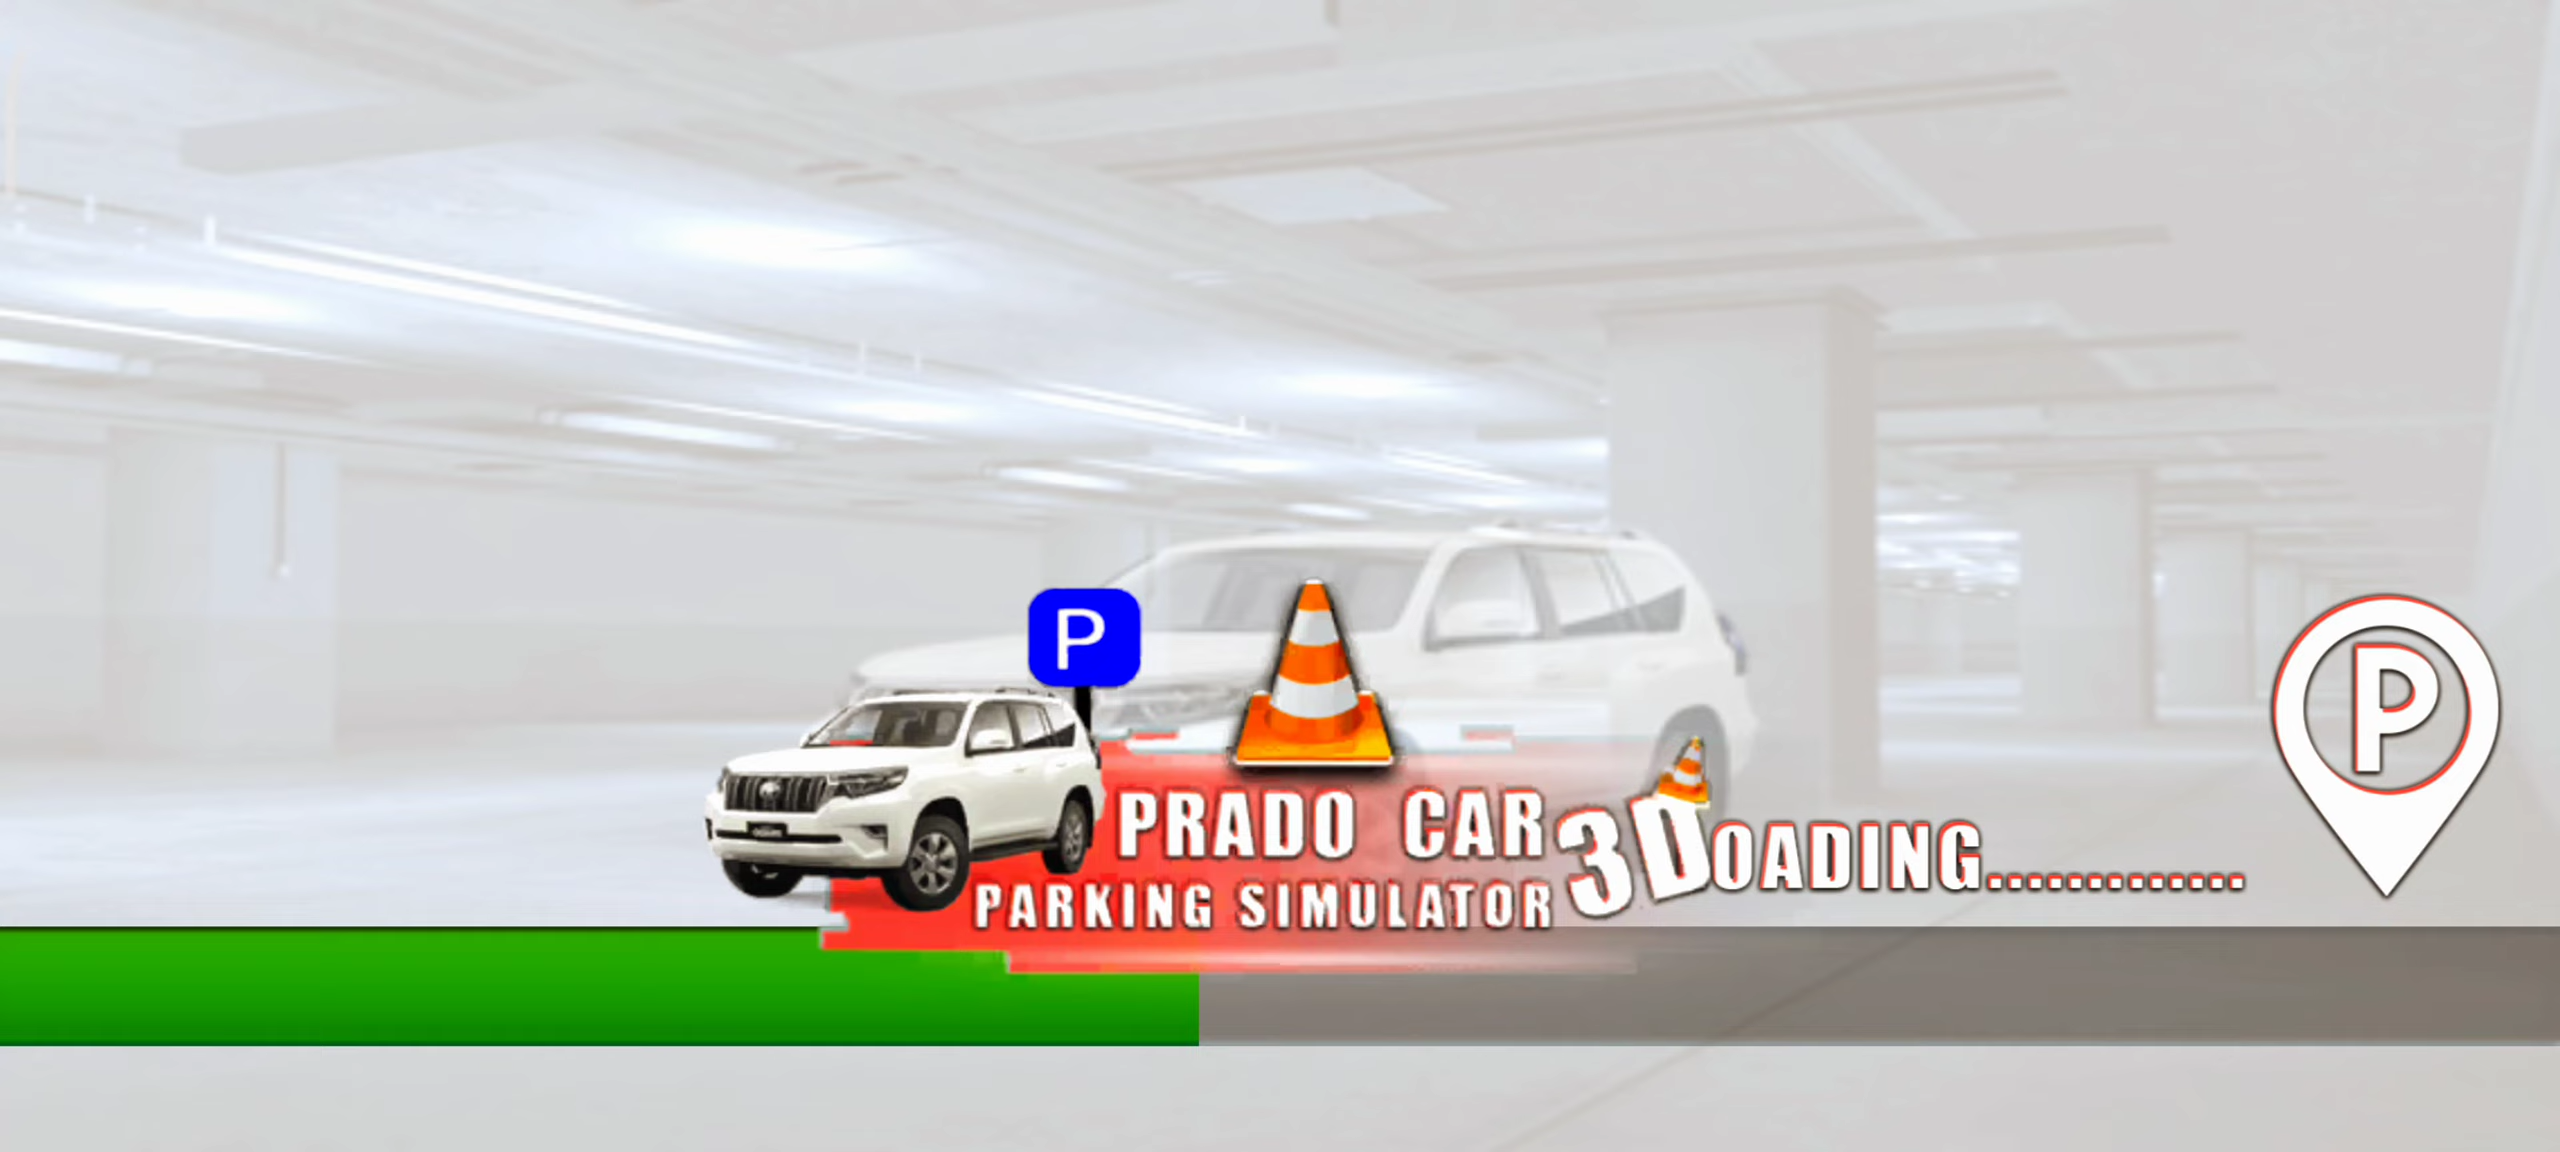 P
P
PRADO CAR
3D
OADING.............
PARKING SIMULATOR